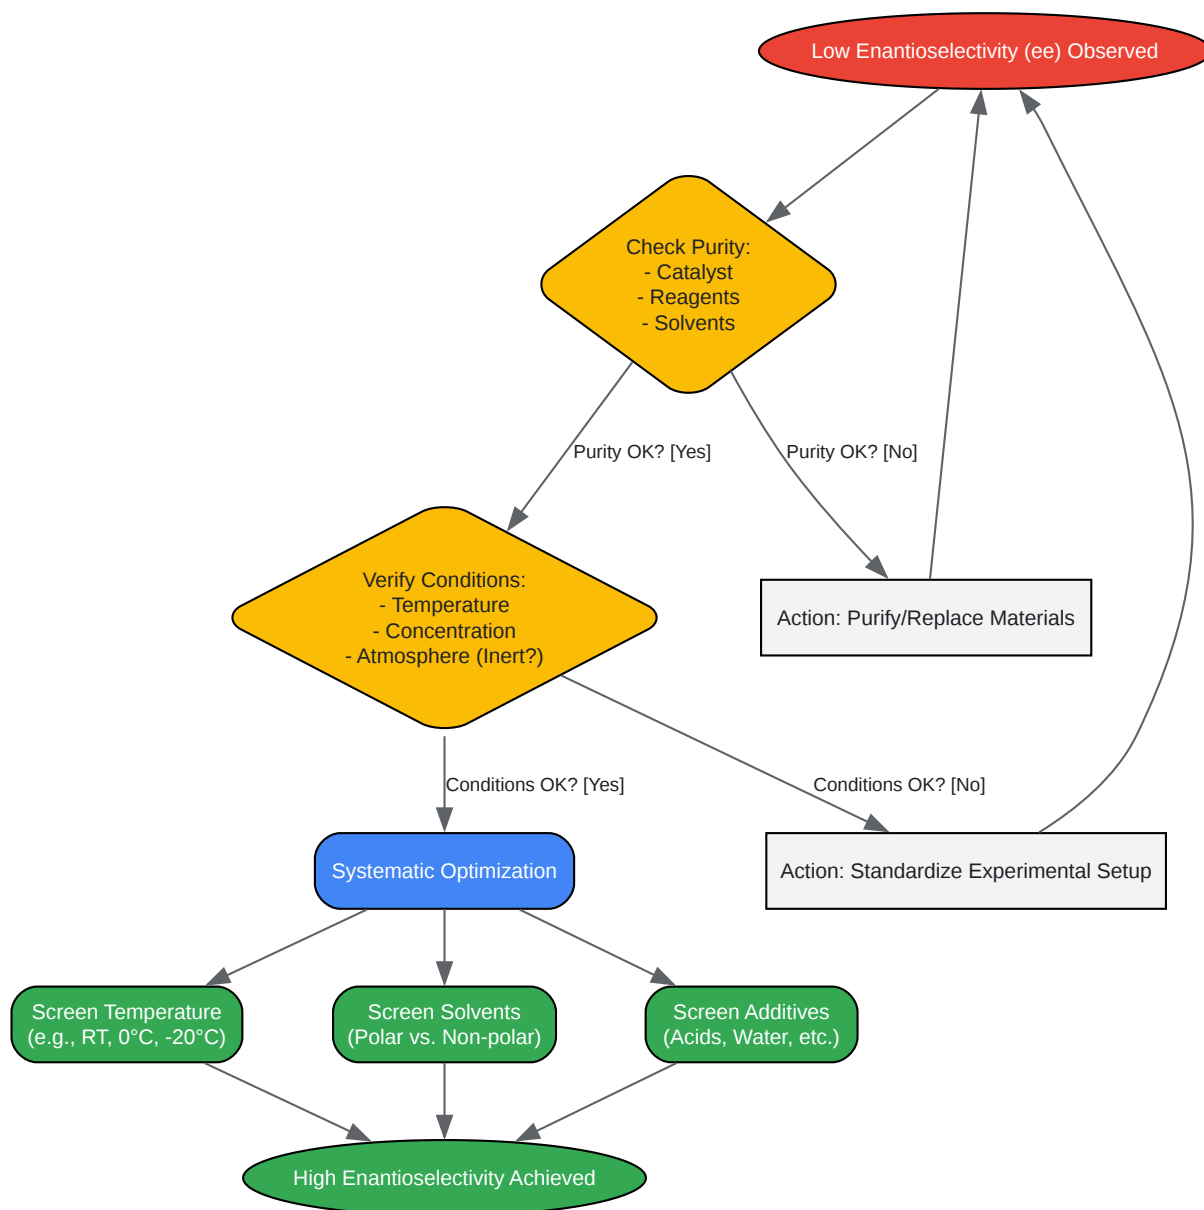 Low Enantioselectivity (ee) Observed
Check Purity:
- Catalyst
- Reagents
- Solvents
Purity OK? [Yes]
Purity OK? [No]
Verify Conditions:
- Temperature
- Concentration
- Atmosphere (Inert?)
Action: Purify/Replace Materials
Conditions OK? [Yes]
Conditions OK? [No]
Systematic Optimization
Action: Standardize Experimental Setup
Screen Temperature
(e.g., RT, 0°C, -20°C)
Screen Solvents
(Polar vs. Non-polar)
Screen Additives
(Acids, Water, etc.)
High Enantioselectivity Achieved